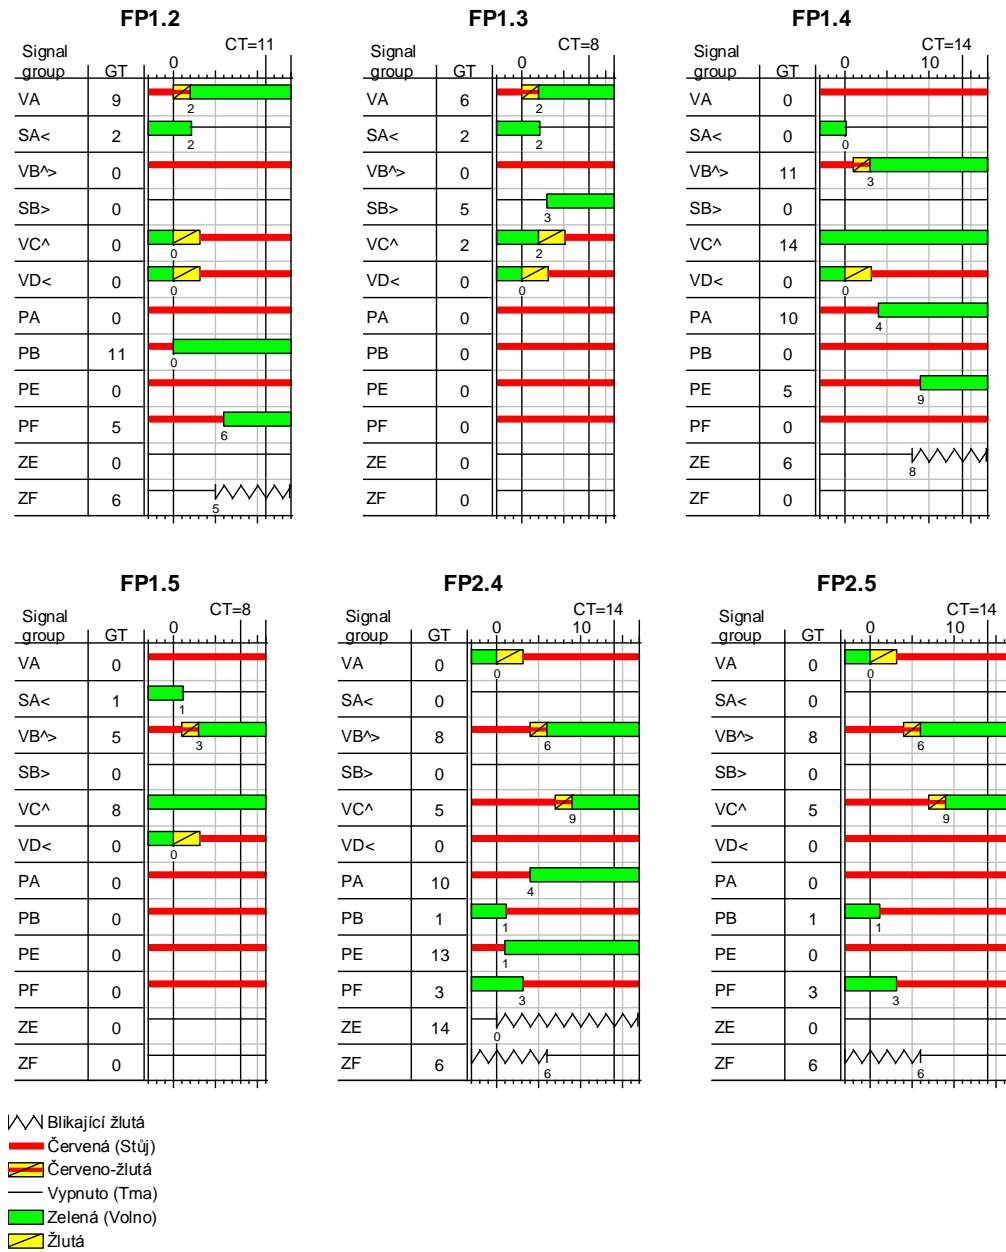 FP1.2
CT=11
Signal group GT 0
VA 9 2
SA< 2 2
VB^> 0
SB> 0
VC^ 0 0
VD< 0 0
PA 0
PB 11 0
PE 0
PF 5 6
ZE 0
ZF 6 5
FP1.3
CT=8
Signal group GT 0
VA 6 2
SA< 2 2
VB^> 0
SB> 5 3
VC^ 2 2
VD< 0 0
PA 0
PB 0
PE 0
PF 0
ZE 0
ZF 0
FP1.4
CT=14
Signal group GT 0 10
VA 0
SA< 0 0
VB^> 11 3
SB> 0
VC^ 14
VD< 0 0
PA 10 4
PB 0
PE 5 9
PF 0
ZE 6 8
ZF 0
FP1.5
CT=8
Signal group GT 0
VA 0
SA< 1 1
VB^> 5 3
SB> 0
VC^ 8
VD< 0 0
PA 0
PB 0
PE 0
PF 0
ZE 0
ZF 0
FP2.4
CT=14
Signal group GT 0 10
VA 0 0
SA< 0
VB^> 8 6
SB> 0
VC^ 5 9
VD< 0
PA 10 4
PB 1 1
PE 13 1
PF 3 3
ZE 14 0
ZF 6 6
FP2.5
CT=14
Signal group GT 0 10
VA 0 0
SA< 0
VB^> 8 6
SB> 0
VC^ 5 9
VD< 0
PA 0
PB 1 1
PE 0
PF 3 3
ZE 0
ZF 6 6
Blikající žlutá
Červená (Stůj)
Červeno-žlutá
Vypnuto (Tma)
Zelená (Volno)
Žlutá